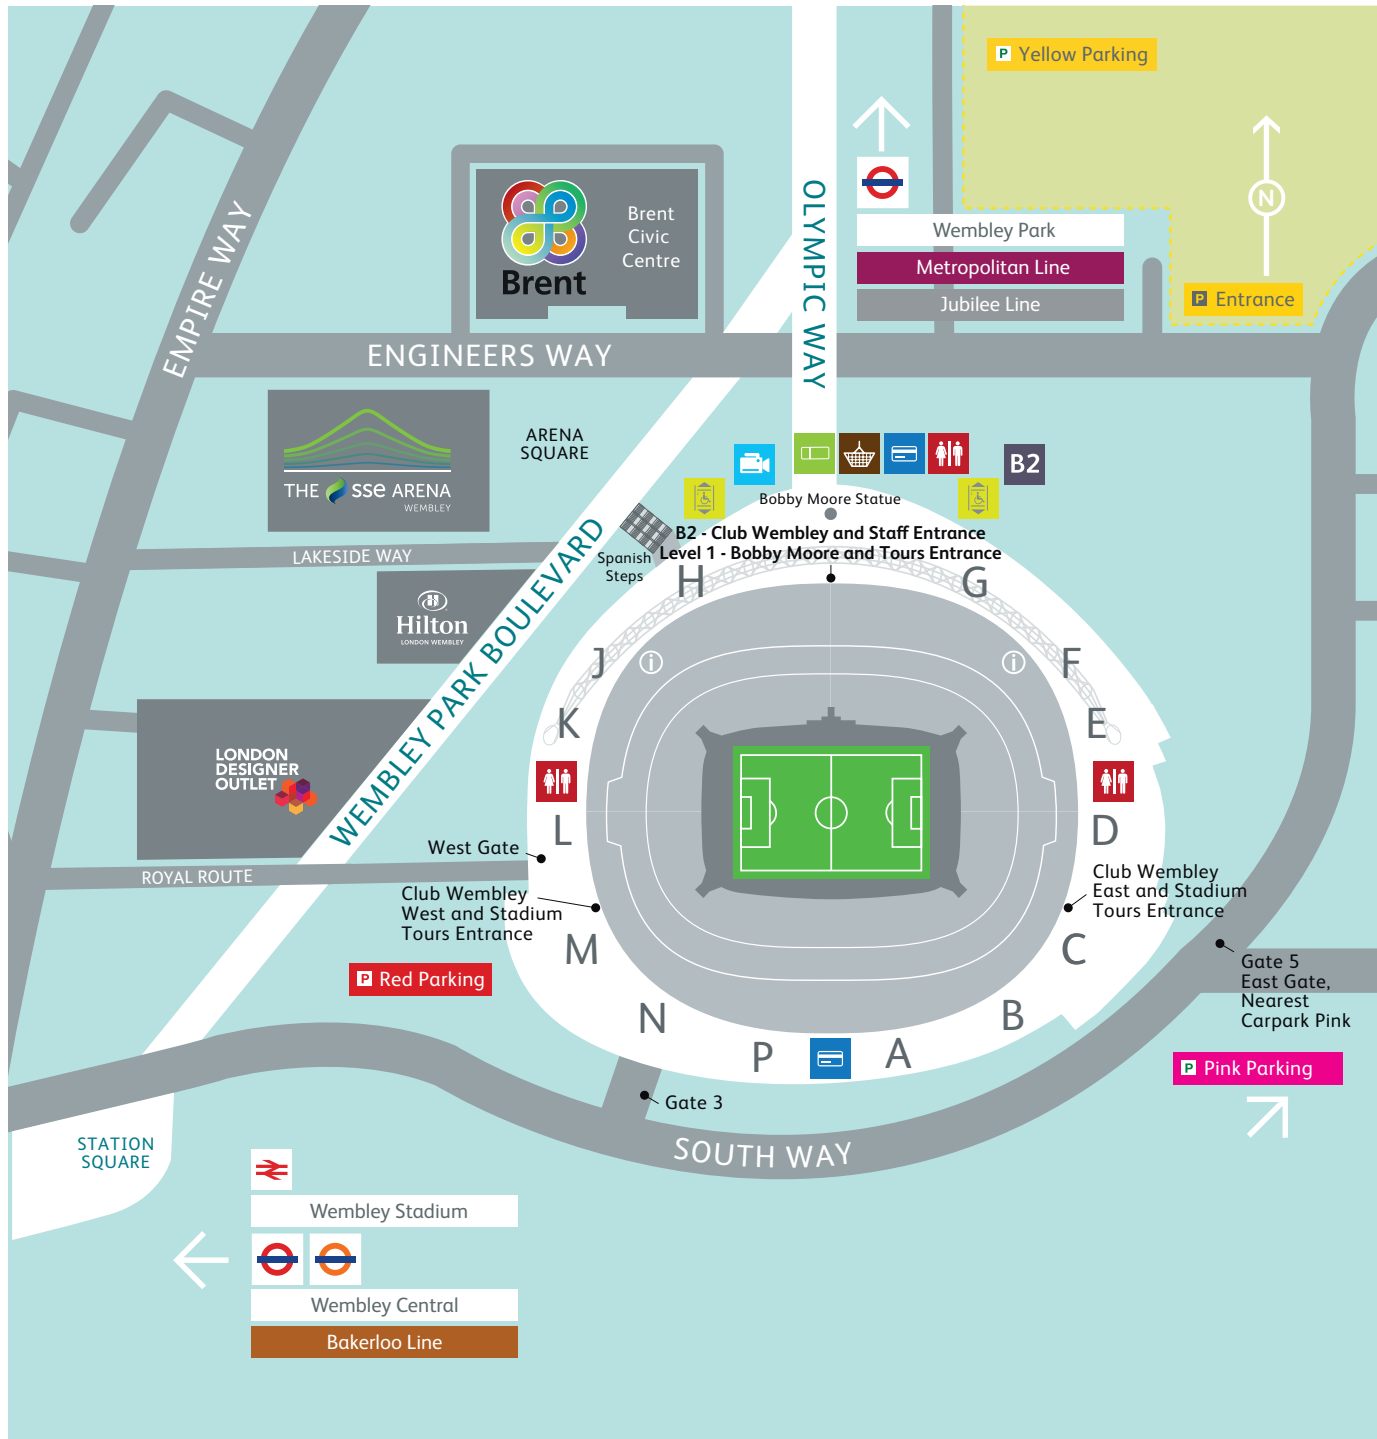 P Yellow Parking
N
Wembley Park
Metropolitan Line
Jubilee Line
P Entrance
OLYMPIC WAY
EMPIRE WAY
Brent
Brent
Civic
Centre
ENGINEERS WAY
ARENA
SQUARE
THE sse ARENA
WEMBLEY
B2
Bobby Moore Statue
B2 - Club Wembley and Staff Entrance
Level 1 - Bobby Moore and Tours Entrance
LAKESIDE WAY
Spanish
Steps
H
G
Hilton
LONDON WEMBLEY
WEMBLEY PARK BOULEVARD
J
i
i
F
K
E
LONDON
DESIGNER
OUTLET
L
D
West Gate
ROYAL ROUTE
Club Wembley
West and Stadium
Tours Entrance
Club Wembley
East and Stadium
Tours Entrance
M
C
P Red Parking
Gate 5
East Gate,
Nearest
Carpark Pink
N
B
P
A
P Pink Parking
Gate 3
SOUTH WAY
STATION
SQUARE
Wembley Stadium
Wembley Central
Bakerloo Line